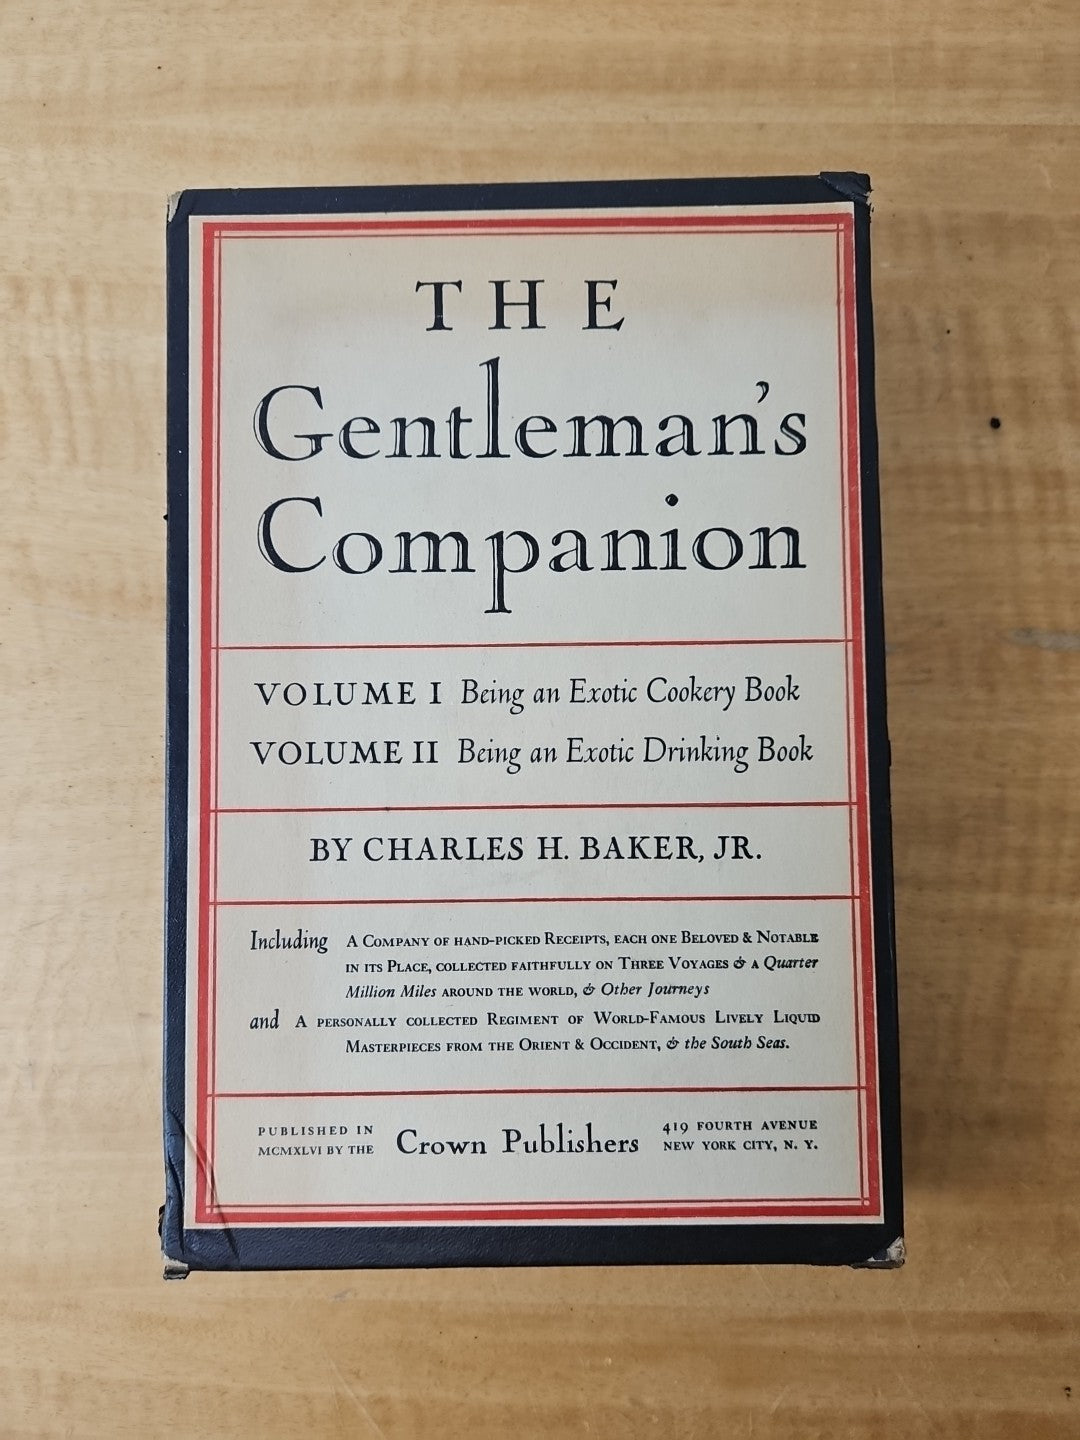 THE
Gentleman's
Companion
VOLUME I Being an Exotic Cookery Book
VOLUME II Being an Exotic Drinking Book
BY CHARLES H. BAKER, JR.
Including A COMPANY OF HAND-PICKED RECEIPTS, EACH ONE BELOVED & NOTABLE
IN ITS PLACE, COLLECTED FAITHFULLY ON THREE VOYAGES & A Quarter
Million Miles AROUND THE WORLD, & Other Journeys
and A PERSONALLY COLLECTED REGIMENT OF WORLD-FAMOUS LIVELY LIQUID
MASTERPIECES FROM THE ORIENT & OCCIDENT, & the South Seas.
PUBLISHED IN
MCMXLVI BY THE
Crown Publishers
419 FOURTH AVENUE
NEW YORK CITY, N. Y.